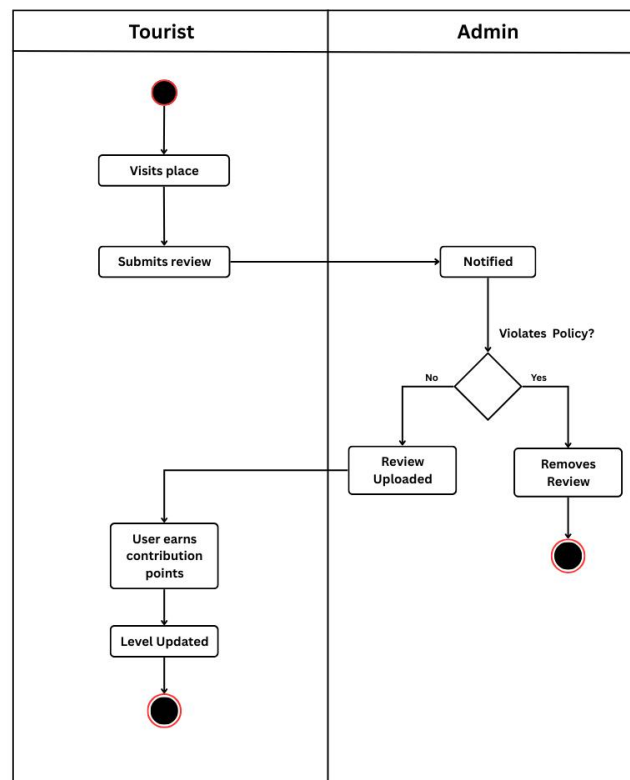 Tourist
Admin
Visits place
Submits review
Notified
Violates Policy?
No
Yes
Review
Uploaded
Removes
Review
User earns
contribution
points
Level Updated